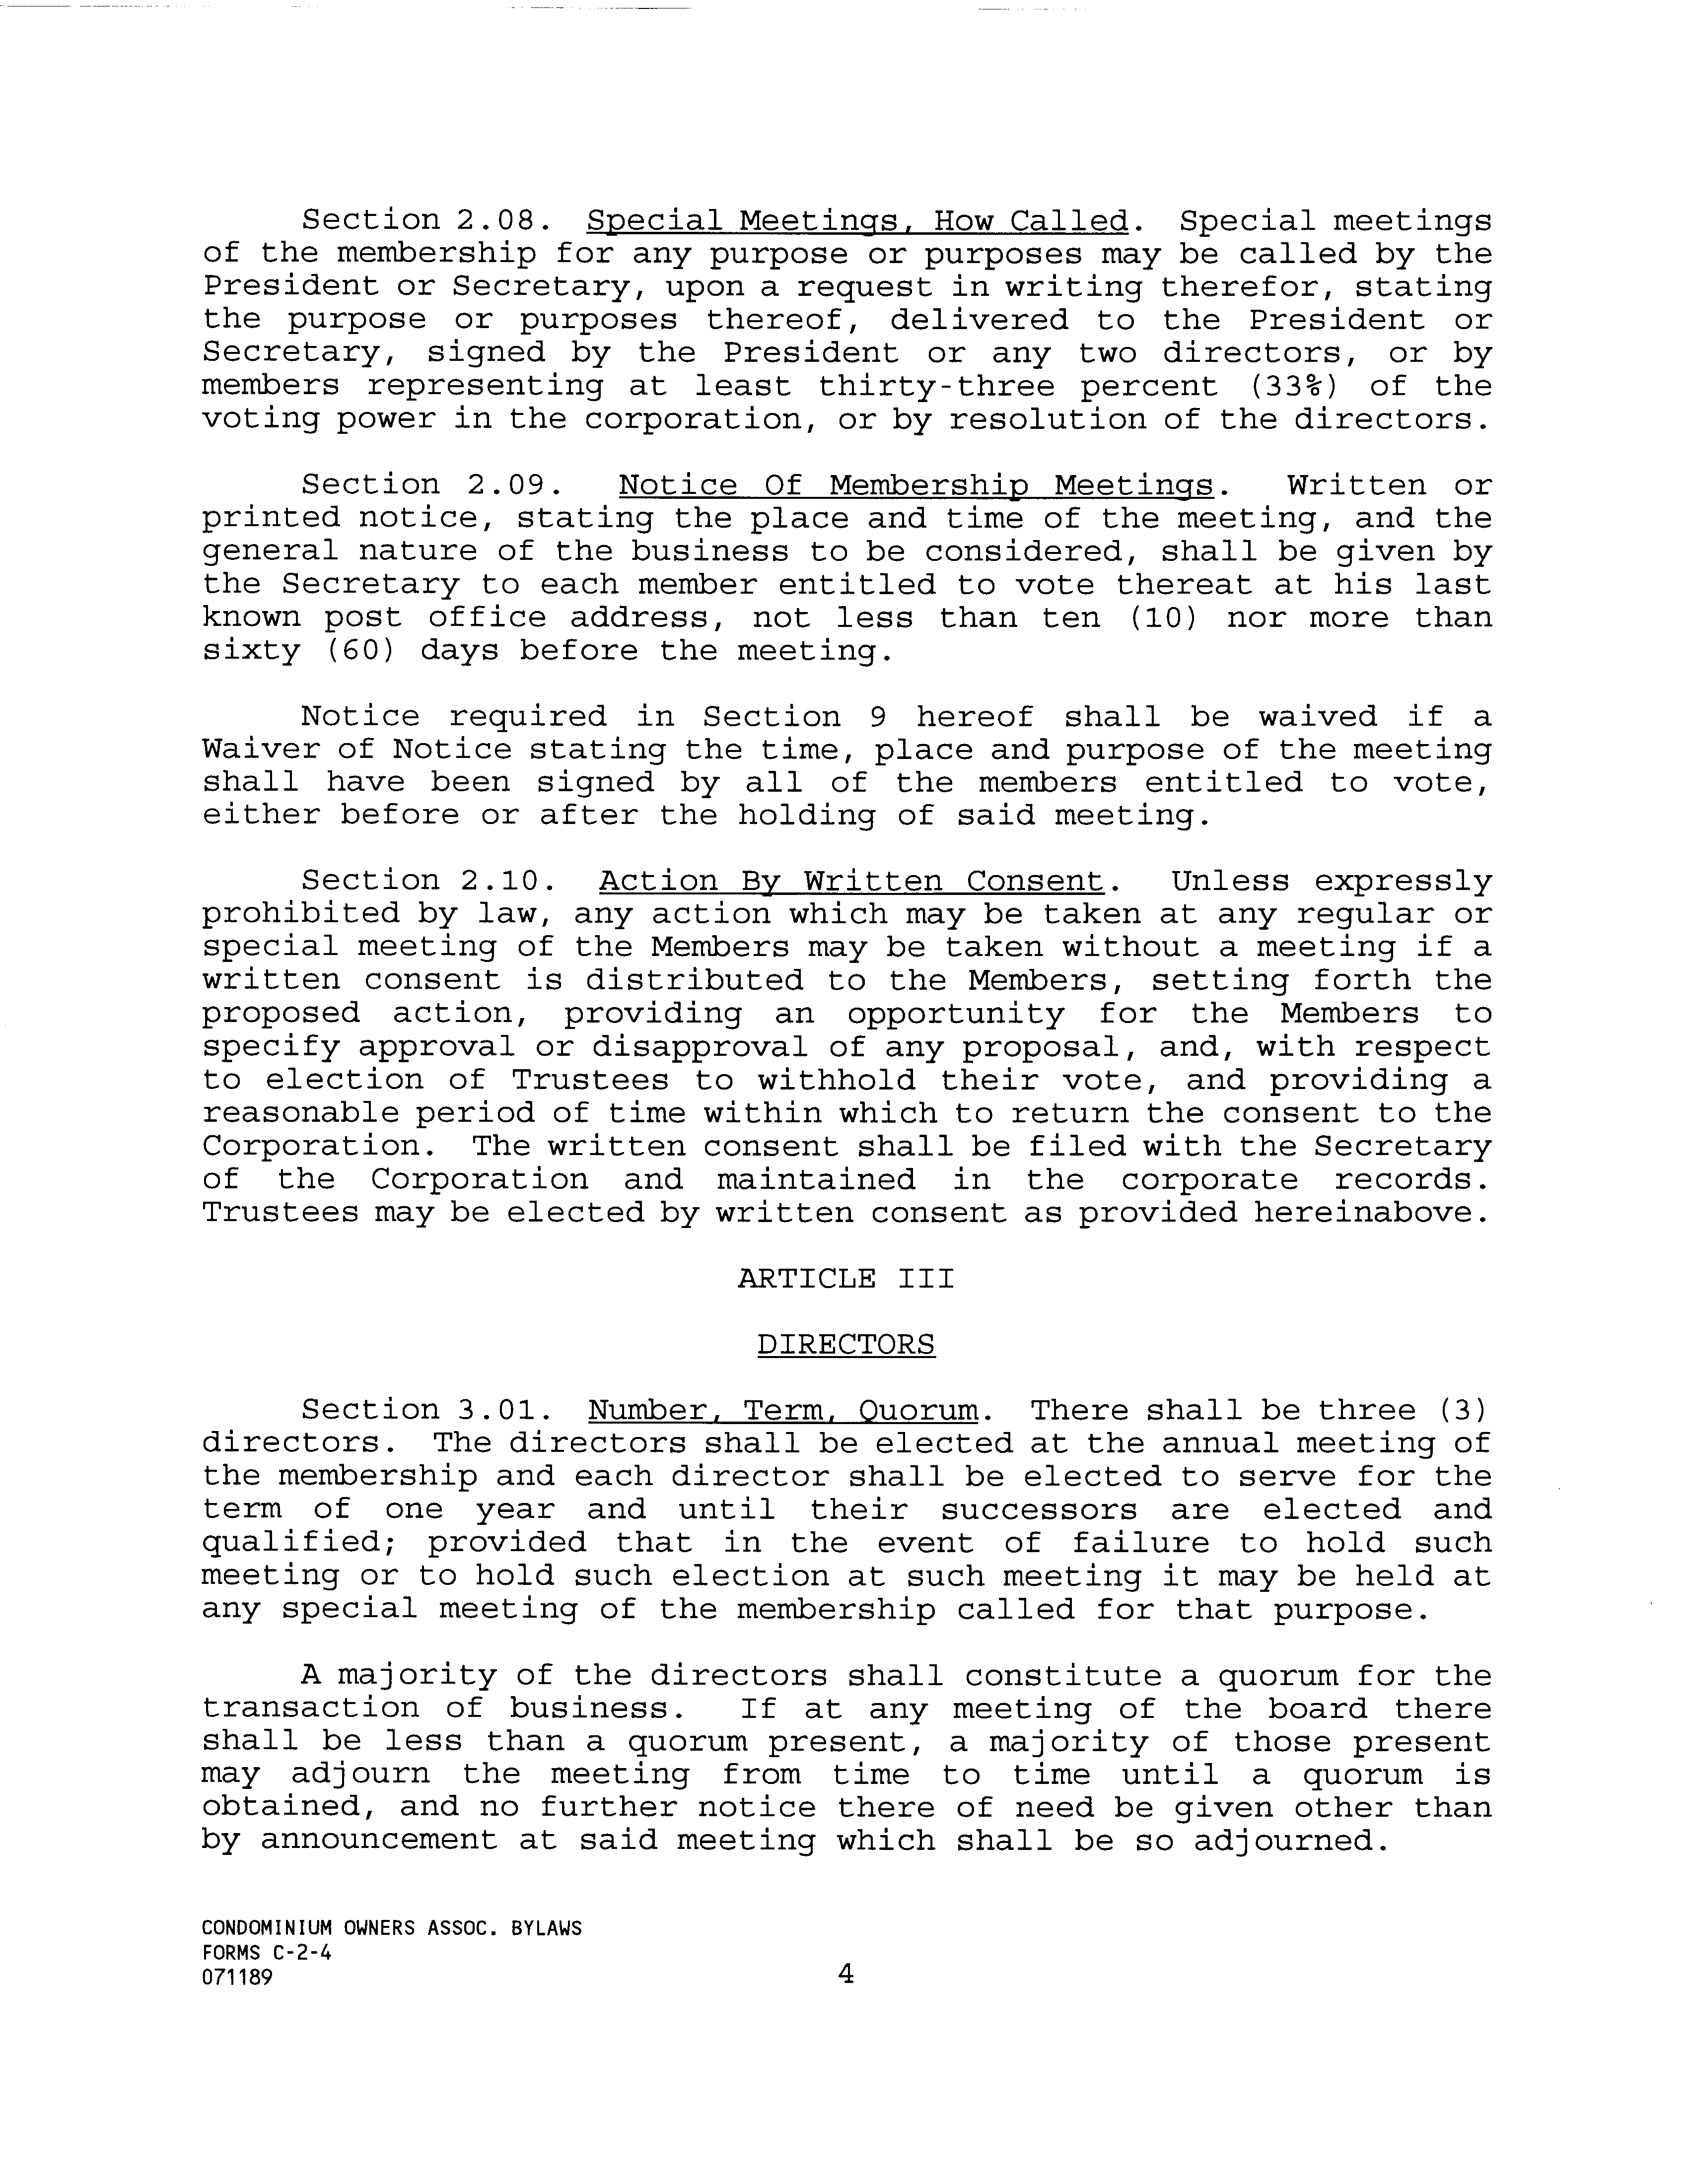 Section 2.08. Special Meetings, How Called. Special meetings
of the membership for any purpose or purposes may be called by the
President or Secretary, upon a request in writing therefor, stating
the purpose or purposes thereof, delivered to the President or
Secretary, signed by the President or any two directors, or by
members representing at least thirty-three percent (33%) of the
voting power in the corporation, or by resolution of the directors.
Section 2.09. Notice Of Membership Meetings. Written or
printed notice, stating the place and time of the meeting, and the
general nature of the business to be considered, shall be given by
the Secretary to each member entitled to vote thereat at his last
known post office address, not less than ten (10) nor more than
sixty (60) days before the meeting.
Notice required in Section 9 hereof shall be waived if a
Waiver of Notice stating the time, place and purpose of the meeting
shall have been signed by all of the members entitled to vote,
either before or after the holding of said meeting.
Section 2.10. Action By Written Consent. Unless expressly
prohibited by law, any action which may be taken at any regular or
special meeting of the Members may be taken without a meeting if a
written consent is distributed to the Members, setting forth the
proposed action, providing an opportunity for the Members to
specify approval or disapproval of any proposal, and, with respect
to election of Trustees to withhold their vote, and providing a
reasonable period of time within which to return the consent to the
Corporation. The written consent shall be filed with the Secretary
of the Corporation and maintained in the corporate records.
Trustees may be elected by written consent as provided hereinabove.
ARTICLE III
DIRECTORS
Section 3.01. Number, Term, Quorum. There shall be three (3)
directors. The directors shall be elected at the annual meeting of
the membership and each director shall be elected to serve for the
term of one year and until their successors are elected and
qualified; provided that in the event of failure to hold such
meeting or to hold such election at such meeting it may be held at
any special meeting of the membership called for that purpose.
A majority of the directors shall constitute a quorum for the
transaction of business. If at any meeting of the board there
shall be less than a quorum present, a majority of those present
may adjourn the meeting from time to time until a quorum is
obtained, and no further notice there of need be given other than
by announcement at said meeting which shall be so adjourned.
CONDOMINIUM OWNERS ASSOC. BYLAWS
FORMS C-2-4
071189
4